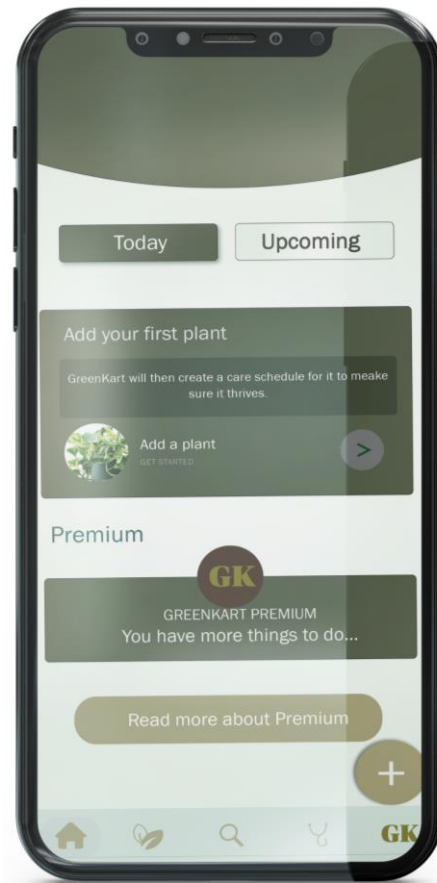 Today
Upcoming
Add your first plant
GreenKart will then create a care schedule for it to meake
sure it thrives.
Add a plant
GET STARTED
>
Premium
GK
GREENKART PREMIUM
You have more things to do...
Read more about Premium
+
GK